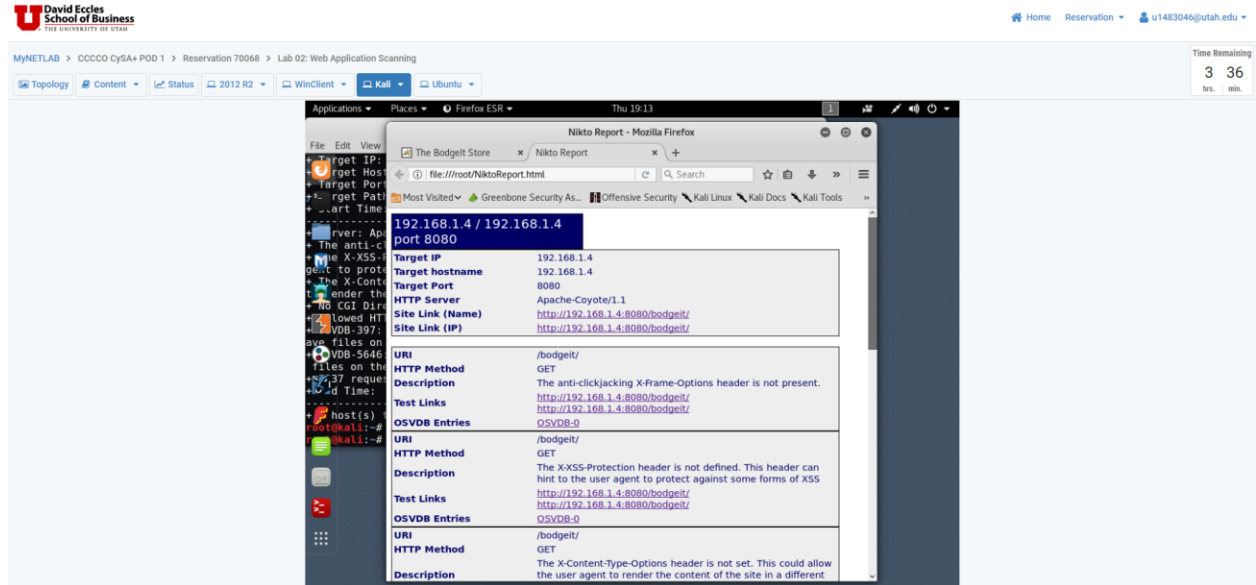 David Eccles
School of Business
THE UNIVERSITY OF UTAH
Home Reservation u1483046@utah.edu
MyNETLAB > CCCCO CySA+ POD 1 > Reservation 70068 > Lab 02: Web Application Scanning
Time Remaining
3 36
hrs. min.
Topology Content Status 2012 R2 WinClient Kali Ubuntu
Applications Places Firefox ESR Thu 19:13 1
Nikto Report - Mozilla Firefox
File Edit View
The BodgeIt Store × Nikto Report × +
file:///root/NiktoReport.html Search
Most Visited Greenbone Security As... Offensive Security Kali Linux Kali Docs Kali Tools »
Target IP:
rget Host
Target Port
rget Path
art Time:
rver: Apa
+ The anti-cl
e X-XSS-P
t to prote
The X-Conte
ender the
No CGI Dire
lowed HTT
VDB-397:
ave files on
VDB-5646:
files on the
37 reques
d Time:
host(s) t
root@kali:~#
root@kali:~#
192.168.1.4 / 192.168.1.4
port 8080
Target IP 192.168.1.4
Target hostname 192.168.1.4
Target Port 8080
HTTP Server Apache-Coyote/1.1
Site Link (Name) http://192.168.1.4:8080/bodgeit/
Site Link (IP) http://192.168.1.4:8080/bodgeit/
URI /bodgeit/
HTTP Method GET
Description The anti-clickjacking X-Frame-Options header is not present.
Test Links http://192.168.1.4:8080/bodgeit/
http://192.168.1.4:8080/bodgeit/
OSVDB Entries OSVDB-0
URI /bodgeit/
HTTP Method GET
Description The X-XSS-Protection header is not defined. This header can
hint to the user agent to protect against some forms of XSS
Test Links http://192.168.1.4:8080/bodgeit/
http://192.168.1.4:8080/bodgeit/
OSVDB Entries OSVDB-0
URI /bodgeit/
HTTP Method GET
Description The X-Content-Type-Options header is not set. This could allow
the user agent to render the content of the site in a different